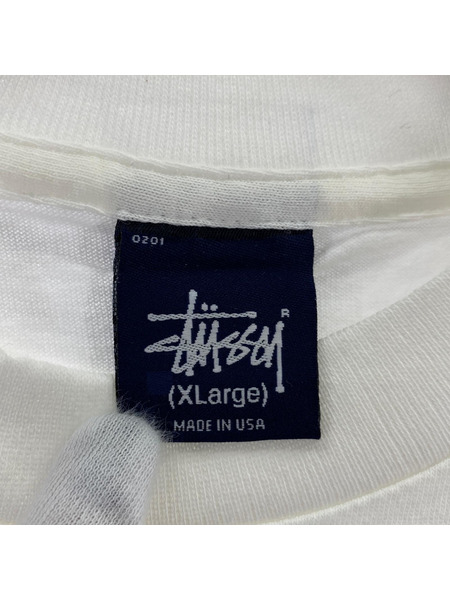 0201
Stüssy
R
(XLarge)
MADE IN USA